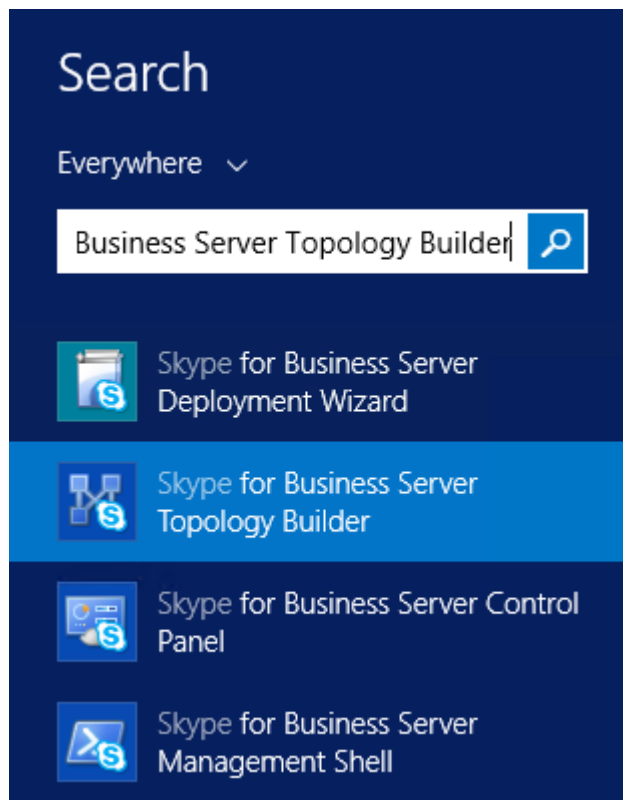 Search
Everywhere
Business Server Topology Builder
Skype for Business Server
Deployment Wizard
Skype for Business Server
Topology Builder
Skype for Business Server Control
Panel
Skype for Business Server
Management Shell